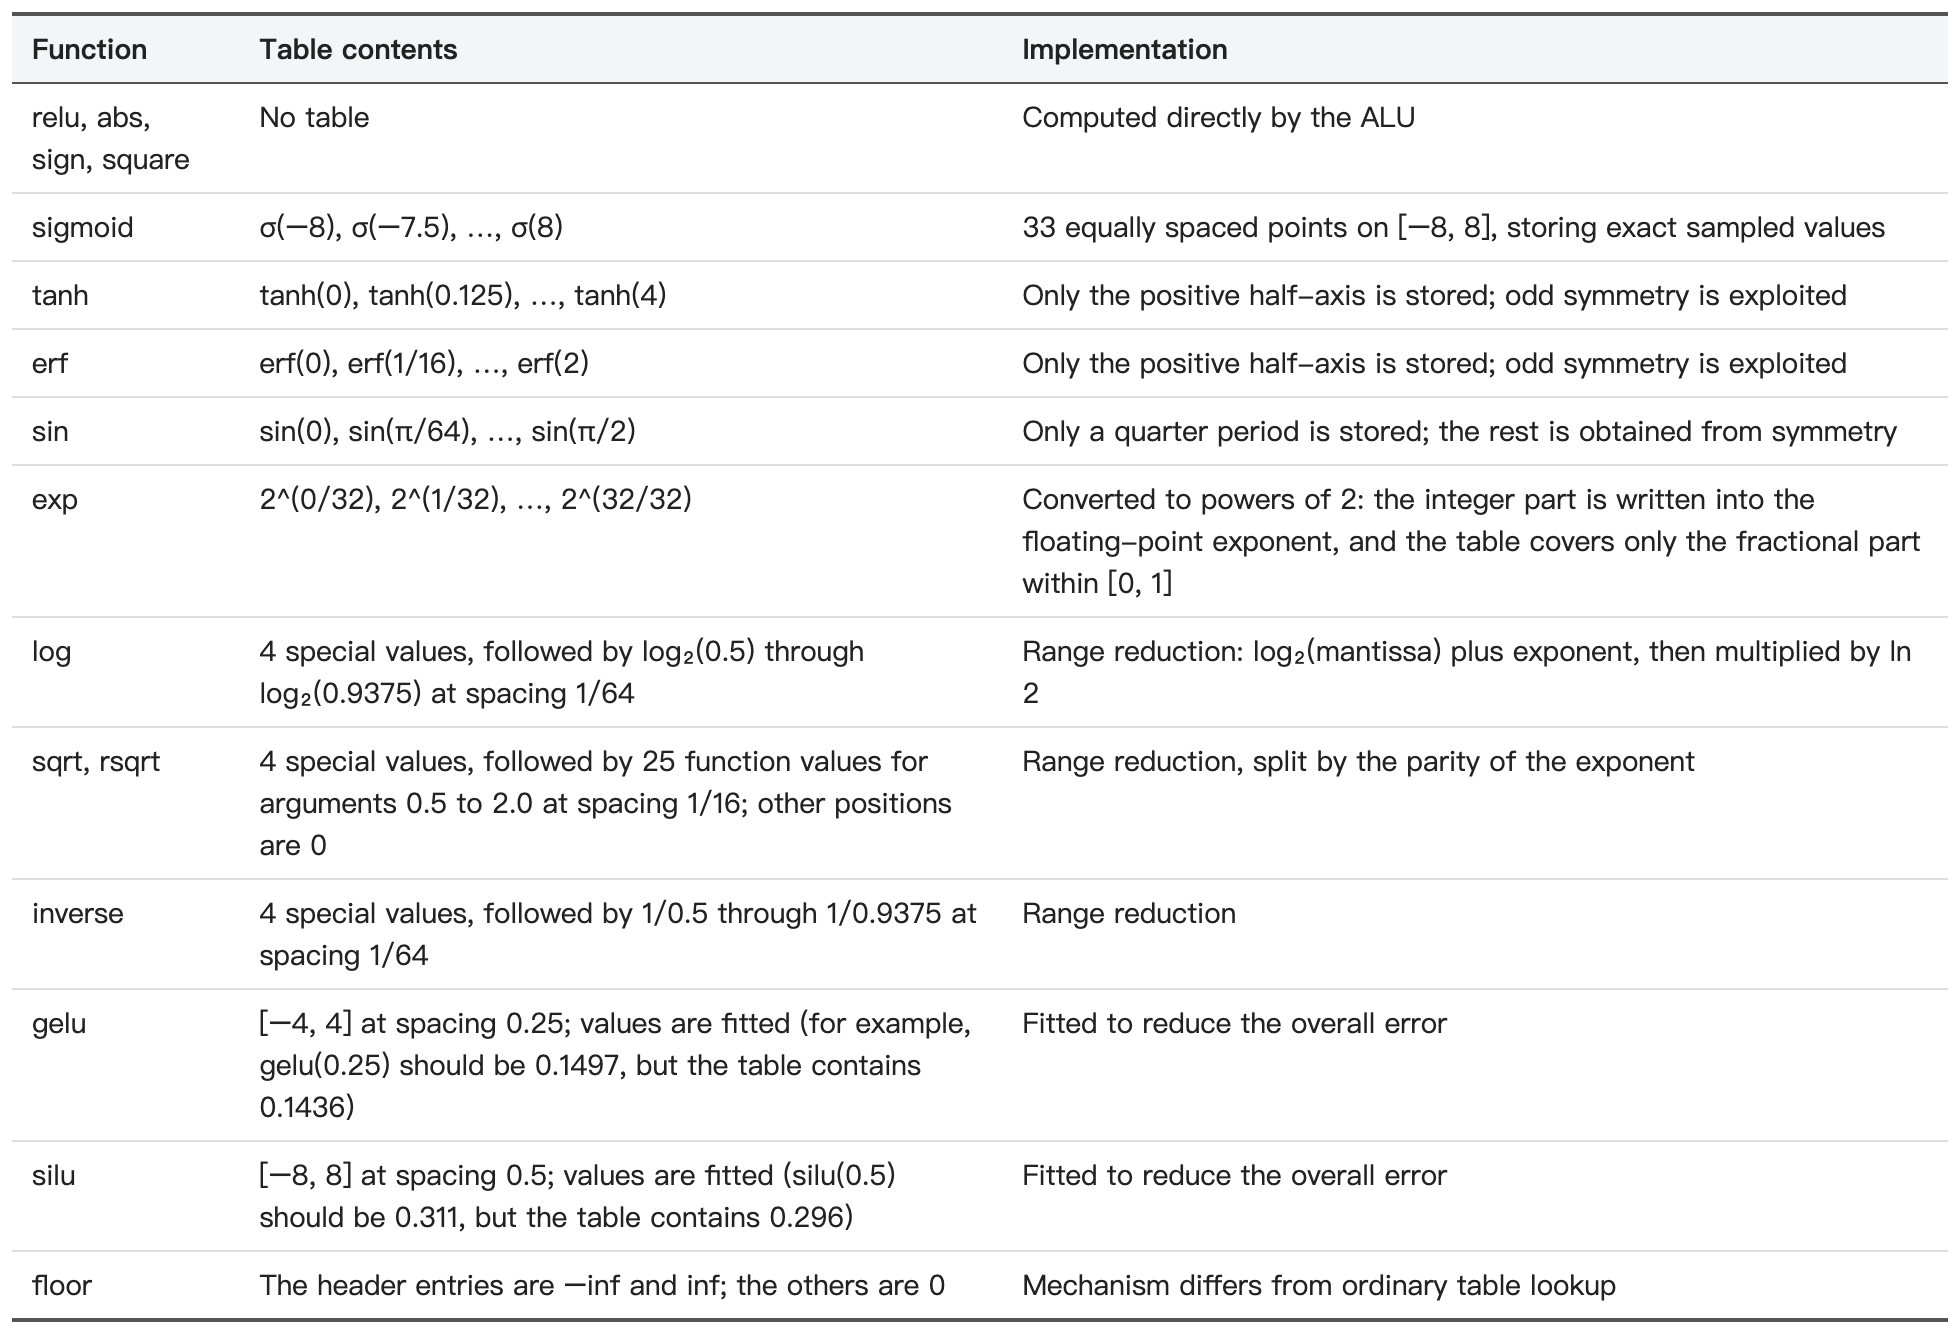 Function Table contents Implementation
relu, abs, No table Computed directly by the ALU
sign, square
sigmoid σ(−8), σ(−7.5), …, σ(8) 33 equally spaced points on [−8, 8], storing exact sampled values
tanh tanh(0), tanh(0.125), …, tanh(4) Only the positive half-axis is stored; odd symmetry is exploited
erf erf(0), erf(1/16), …, erf(2) Only the positive half-axis is stored; odd symmetry is exploited
sin sin(0), sin(π/64), …, sin(π/2) Only a quarter period is stored; the rest is obtained from symmetry
exp 2^(0/32), 2^(1/32), …, 2^(32/32) Converted to powers of 2: the integer part is written into the
floating-point exponent, and the table covers only the fractional part
within [0, 1]
log 4 special values, followed by log₂(0.5) through Range reduction: log₂(mantissa) plus exponent, then multiplied by ln
log₂(0.9375) at spacing 1/64 2
sqrt, rsqrt 4 special values, followed by 25 function values for Range reduction, split by the parity of the exponent
arguments 0.5 to 2.0 at spacing 1/16; other positions
are 0
inverse 4 special values, followed by 1/0.5 through 1/0.9375 at Range reduction
spacing 1/64
gelu [−4, 4] at spacing 0.25; values are fitted (for example, Fitted to reduce the overall error
gelu(0.25) should be 0.1497, but the table contains
0.1436)
silu [−8, 8] at spacing 0.5; values are fitted (silu(0.5) Fitted to reduce the overall error
should be 0.311, but the table contains 0.296)
floor The header entries are −inf and inf; the others are 0 Mechanism differs from ordinary table lookup